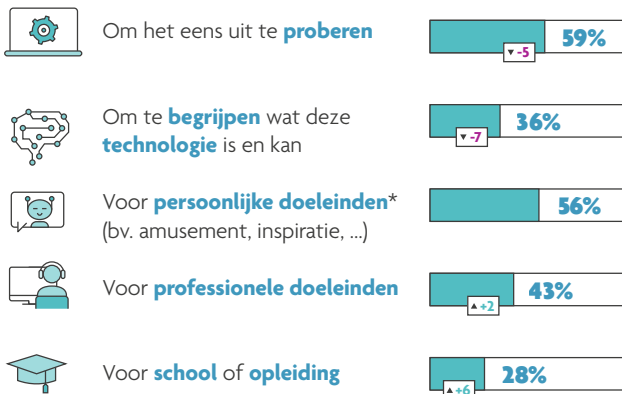 Om het eens uit te proberen
59%
▼ -5
Om te begrijpen wat deze
technologie is en kan
36%
▼ -7
Voor persoonlijke doeleinden*
(bv. amusement, inspiratie, ...)
56%
Voor professionele doeleinden
43%
▲ +2
Voor school of opleiding
28%
▲ +6